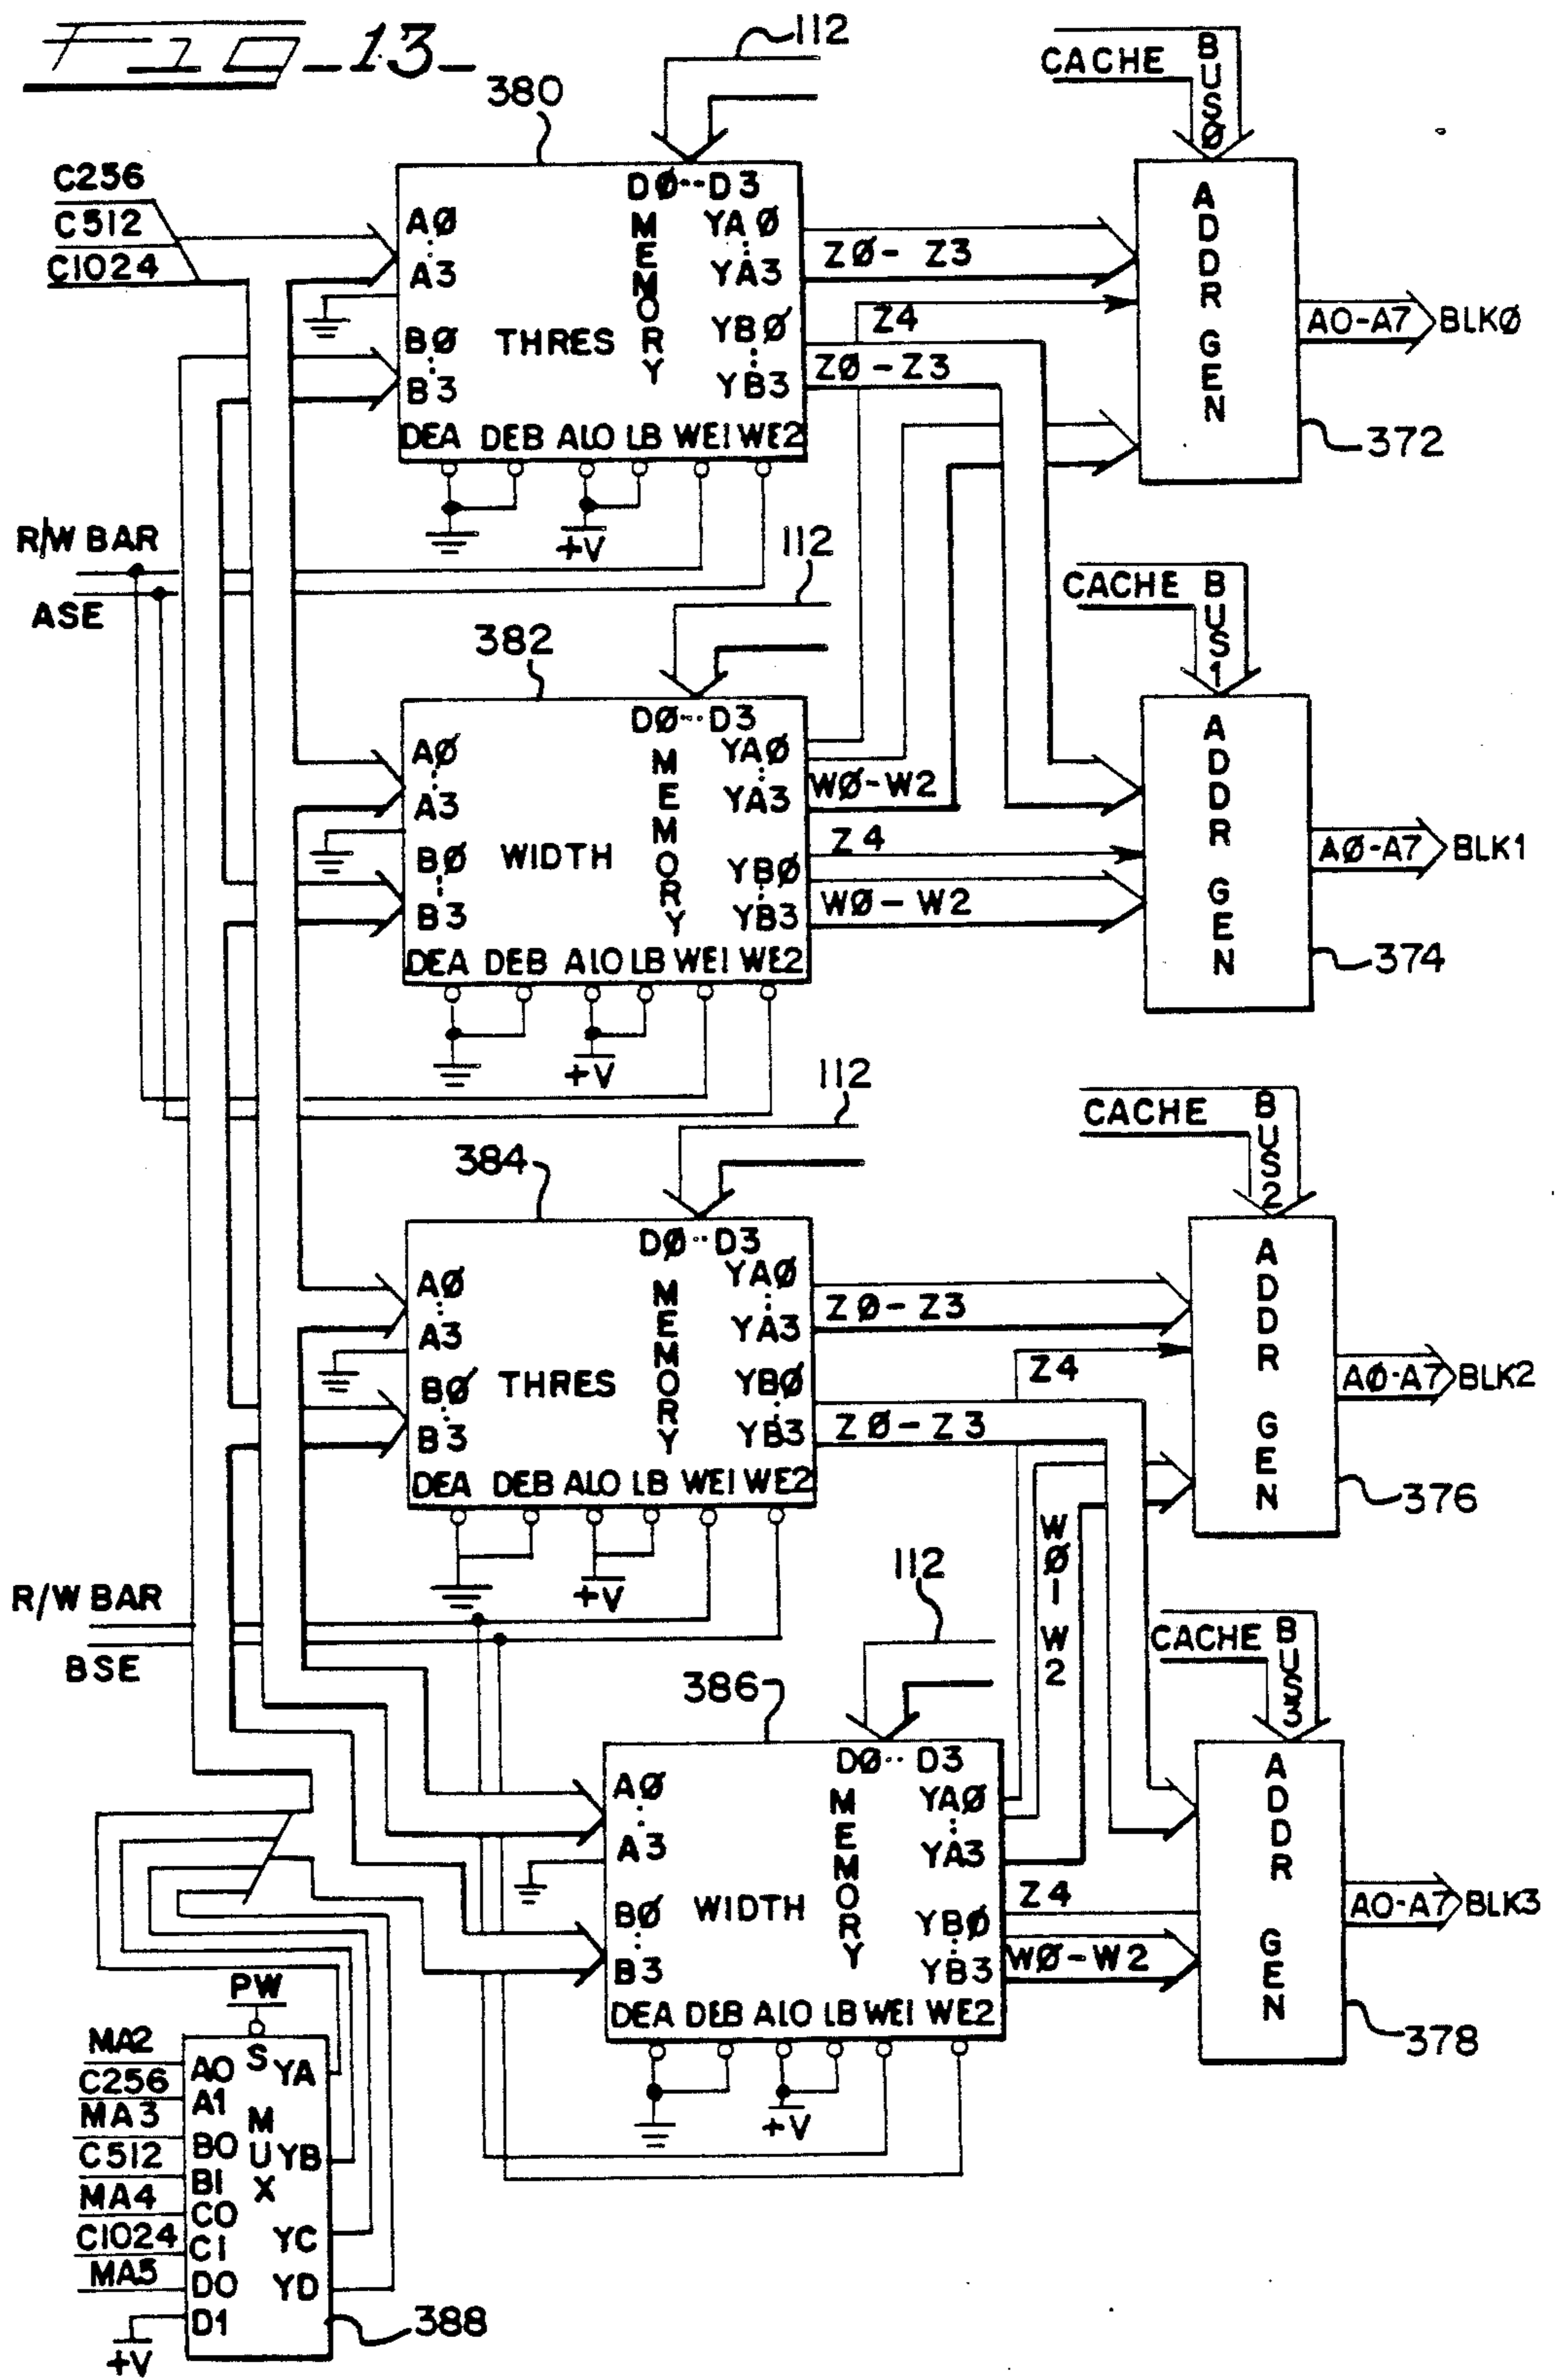 Fig-13-
112
CACHE BUSØ
380
C256
C512
C1024
DØ--D3
AØ
A3
BØ
B3
THRES
MEMORY
YAØ
YA3
YBØ
YB3
DEA DEB ALO LB WE1 WE2
+V
ZØ- Z3
Z4
ZØ-Z3
ADDR GEN
A0-A7
BLKØ
372
R/W BAR
ASE
112
CACHE BUS1
382
DØ--D3
AØ
A3
BØ
B3
WIDTH
MEMORY
YAØ
YA3
YBØ
YB3
DEA DEB ALO LB WE1 WE2
+V
WØ-W2
Z4
WØ-W2
ADDR GEN
AØ-A7
BLK1
374
112
CACHE BUS2
384
DØ--D3
AØ
A3
BØ
B3
THRES
MEMORY
YAØ
YA3
YBØ
YB3
DEA DEB ALO LB WE1 WE2
+V
ZØ-Z3
Z4
ZØ-Z3
WØ-W2
ADDR GEN
AØ-A7
BLK2
376
R/W BAR
BSE
112
CACHE BUS3
386
DØ-- D3
AØ
A3
BØ
B3
WIDTH
MEMORY
YAØ
YA3
YBØ
YB3
DEA DEB ALO LB WE1 WE2
+V
Z4
WØ-W2
ADDR GEN
A0-A7
BLK3
378
PW
MA2
C256
MA3
C512
MA4
C1024
MA5
+V
A0
A1
B0
B1
C0
C1
D0
D1
S
MUX
YA
YB
YC
YD
388